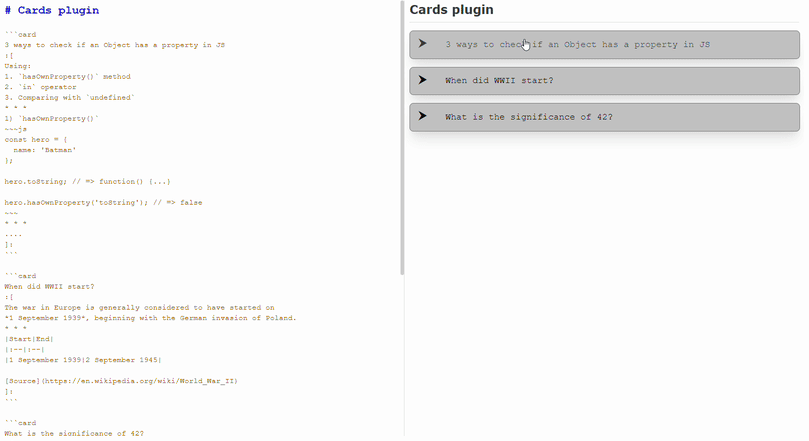 # Cards plugin
```card
3 ways to check if an Object has a property in JS
:[
Using:
1. `hasOwnProperty()` method
2. `in` operator
3. Comparing with `undefined`
* * *
1) `hasOwnProperty()`
~~~js
const hero = {
  name: 'Batman'
};
hero.toString; // => function() {...}
hero.hasOwnProperty('toString'); // => false
~~~
* * *
....
]:
```
```card
When did WWII start?
:[
The war in Europe is generally considered to have started on
*1 September 1939*, beginning with the German invasion of Poland.
* * *
|Start|End|
|:--|:--|
|1 September 1939|2 September 1945|
[Source](https://en.wikipedia.org/wiki/World_War_II)
]:
```
```card
What is the significance of 42?
Cards plugin
3 ways to check if an Object has a property in JS
When did WWII start?
What is the significance of 42?